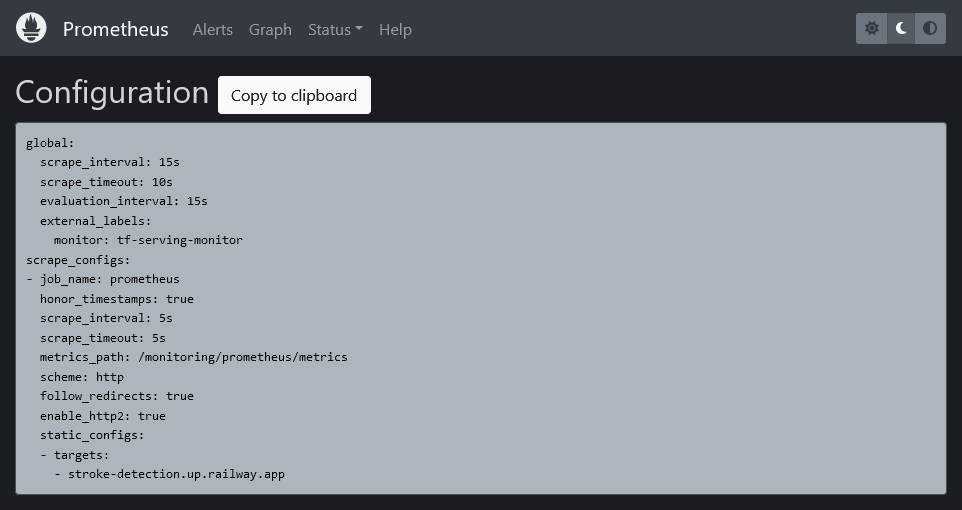 Prometheus Alerts Graph Status Help
Configuration Copy to clipboard
global:
  scrape_interval: 15s
  scrape_timeout: 10s
  evaluation_interval: 15s
  external_labels:
    monitor: tf-serving-monitor
scrape_configs:
- job_name: prometheus
  honor_timestamps: true
  scrape_interval: 5s
  scrape_timeout: 5s
  metrics_path: /monitoring/prometheus/metrics
  scheme: http
  follow_redirects: true
  enable_http2: true
  static_configs:
  - targets:
    - stroke-detection.up.railway.app